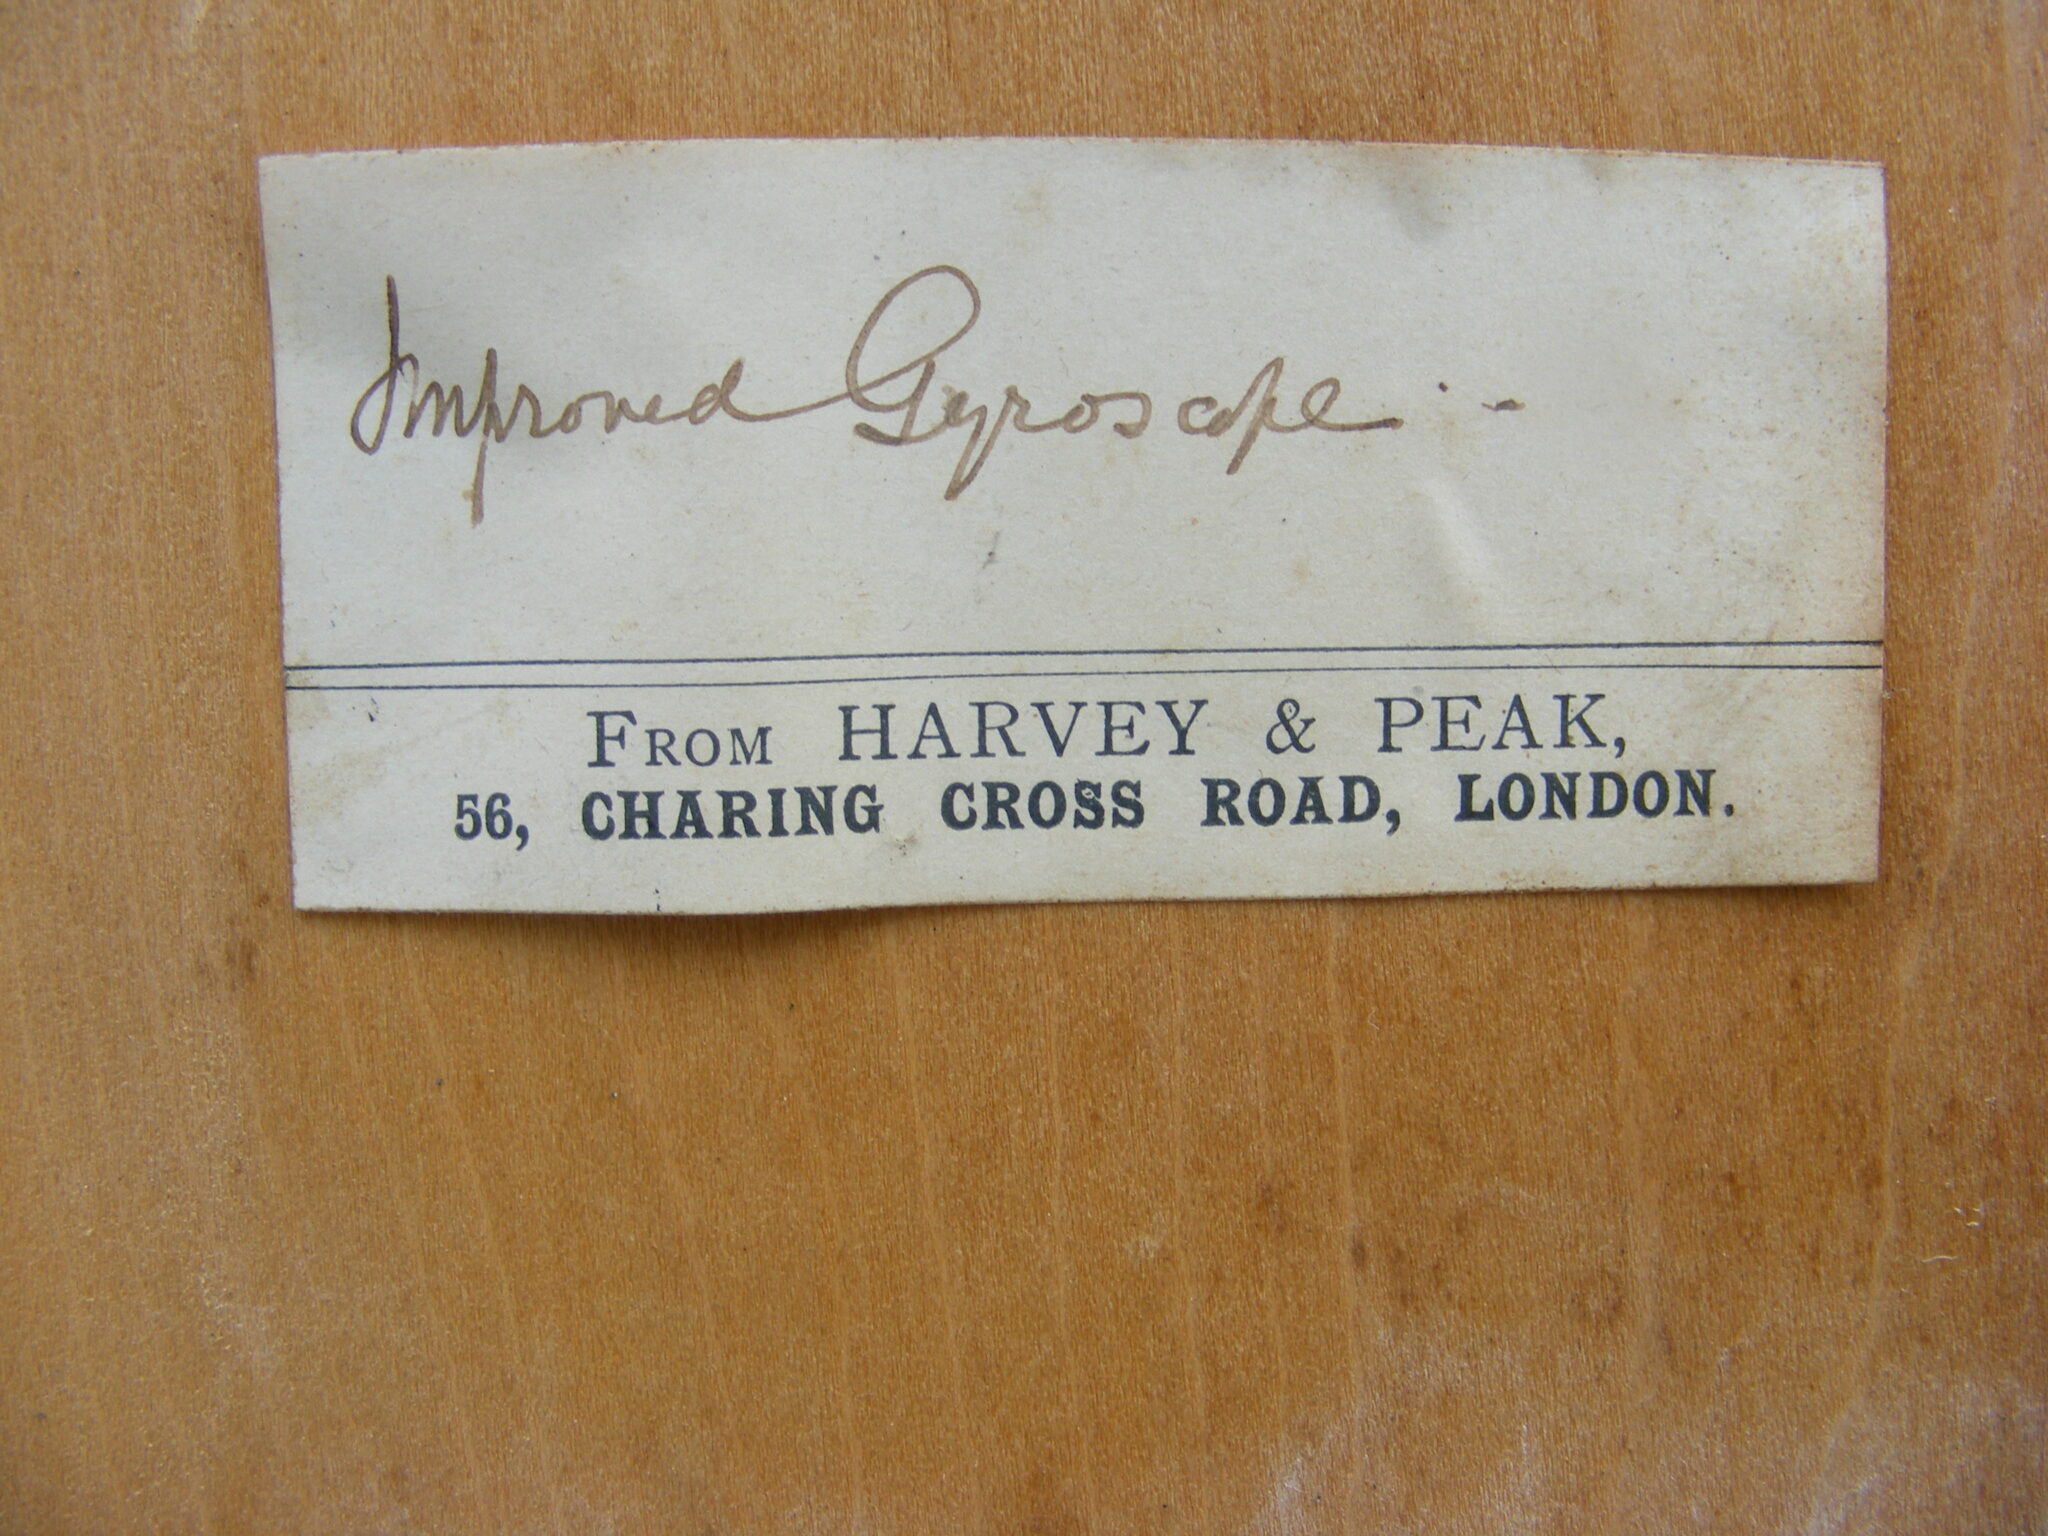 Improved Gyroscope. -
From HARVEY & PEAK,
56, CHARING CROSS ROAD, LONDON.